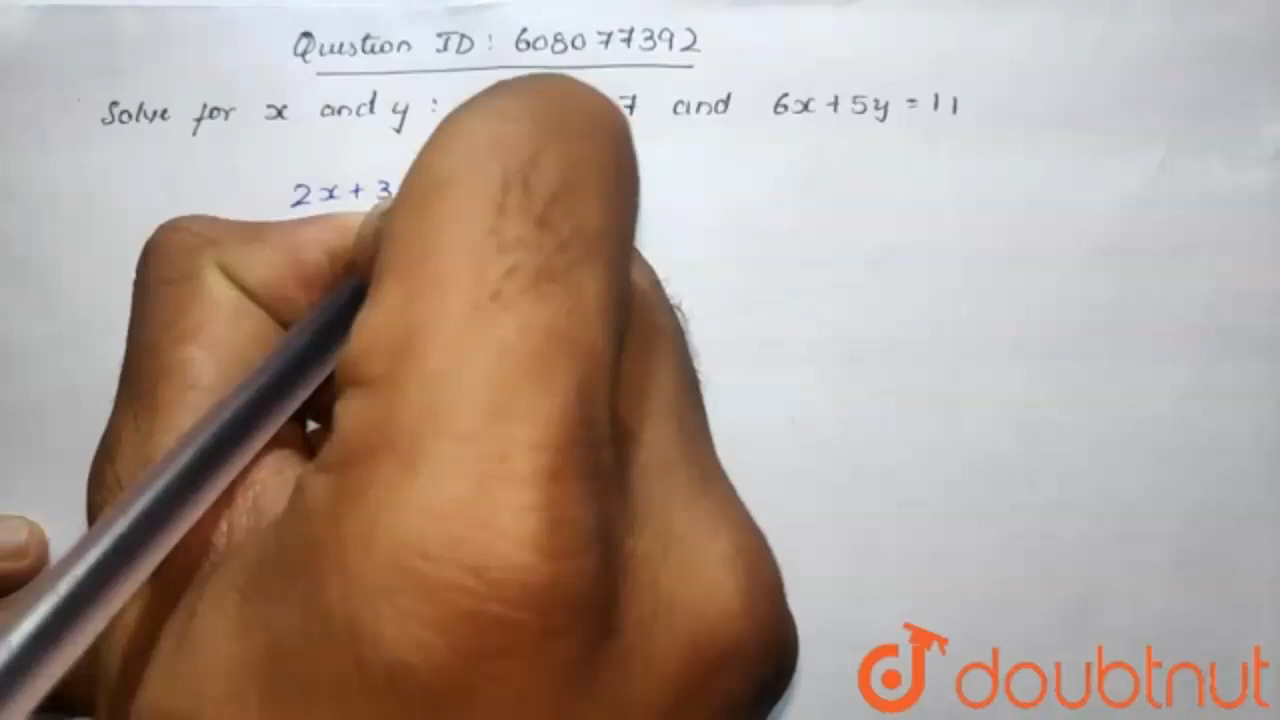 Question ID: 608077392
Solve for x and y: 7 and 6x+5y=11
2x+3
doubtnut